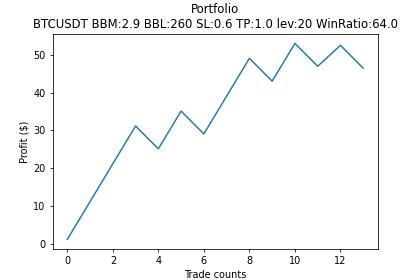 Portfolio
BTCUSDT BBM:2.9 BBL:260 SL:0.6 TP:1.0 lev:20 WinRatio:64.0
Profit ($)
50
40
30
20
10
0
0 2 4 6 8 10 12
Trade counts